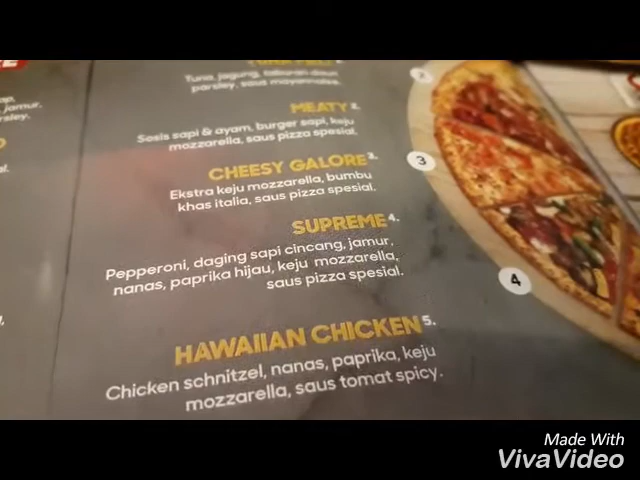 Tuna, jagung, taburan daun
parsley, saus mayonnaise.
MEATY 2.
Sosis sapi & ayam, burger sapi, keju
mozzarella, saus pizza spesial.
CHEESY GALORE 3.
Ekstra keju mozzarella, bumbu
khas italia, saus pizza spesial.
SUPREME 4.
Pepperoni, daging sapi cincang, jamur,
nanas, paprika hijau, keju mozzarella,
saus pizza spesial.
HAWAIIAN CHICKEN 5.
Chicken schnitzel, nanas, paprika, keju
mozzarella, saus tomat spicy.
jamur,
3
4
Made With
VivaVideo